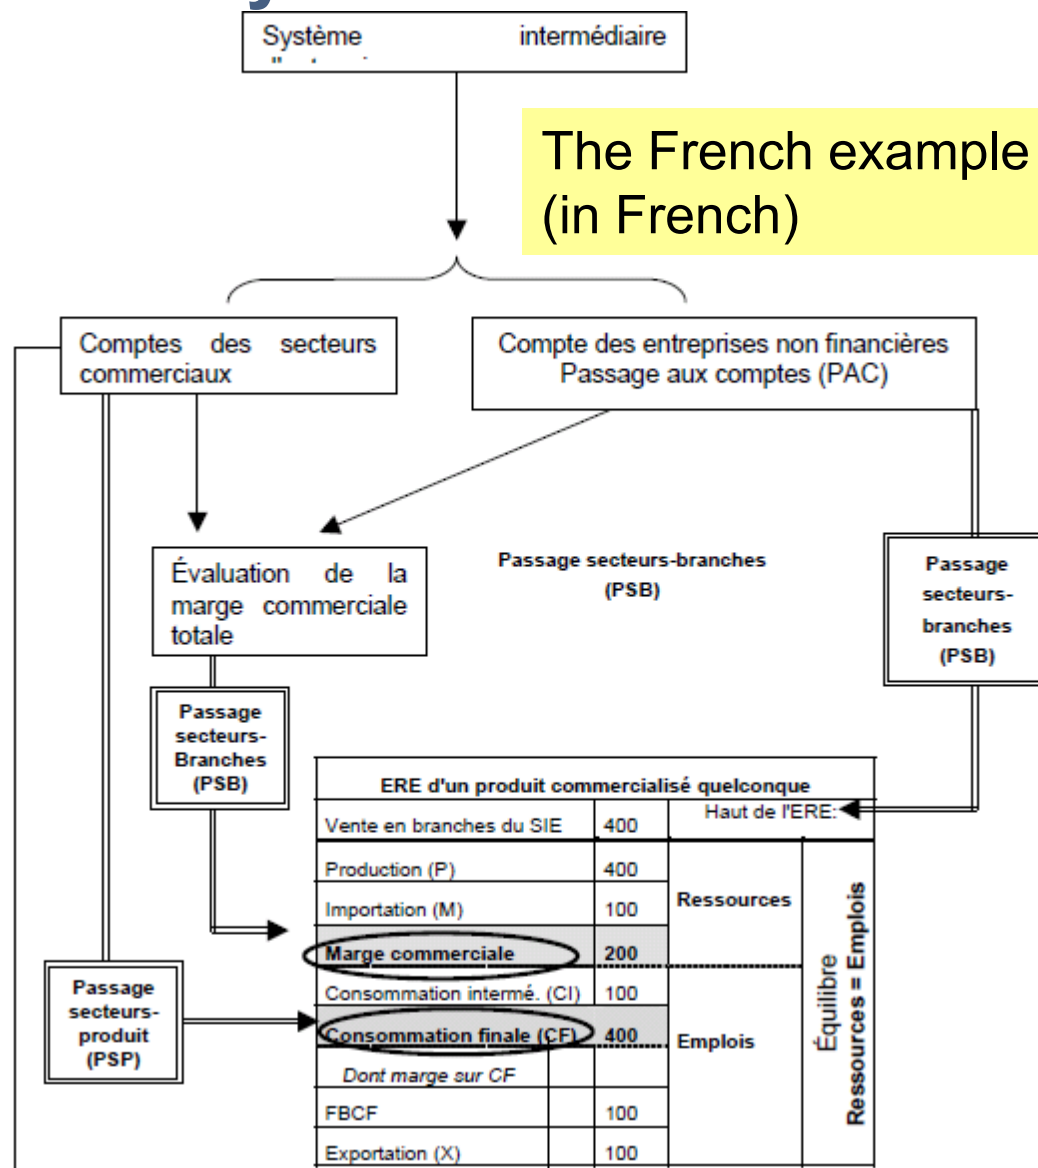 Système intermédiaire
The French example
(in French)
Comptes des secteurs
commerciaux
Compte des entreprises non financières
Passage aux comptes (PAC)
Évaluation de la
marge commerciale
totale
Passage secteurs-branches
(PSB)
Passage
secteurs-
branches
(PSB)
Passage
secteurs-
Branches
(PSB)
ERE d'un produit commercialisé quelconque
Vente en branches du SIE 400 Haut de l'ERE:
Production (P) 400
Importation (M) 100 Ressources
Marge commerciale 200
Consommation intermé. (CI) 100
Consommation finale (CF) 400 Emplois
Dont marge sur CF
FBCF 100
Exportation (X) 100
Équilibre
Ressources = Emplois
Passage
secteurs-
produit
(PSP)